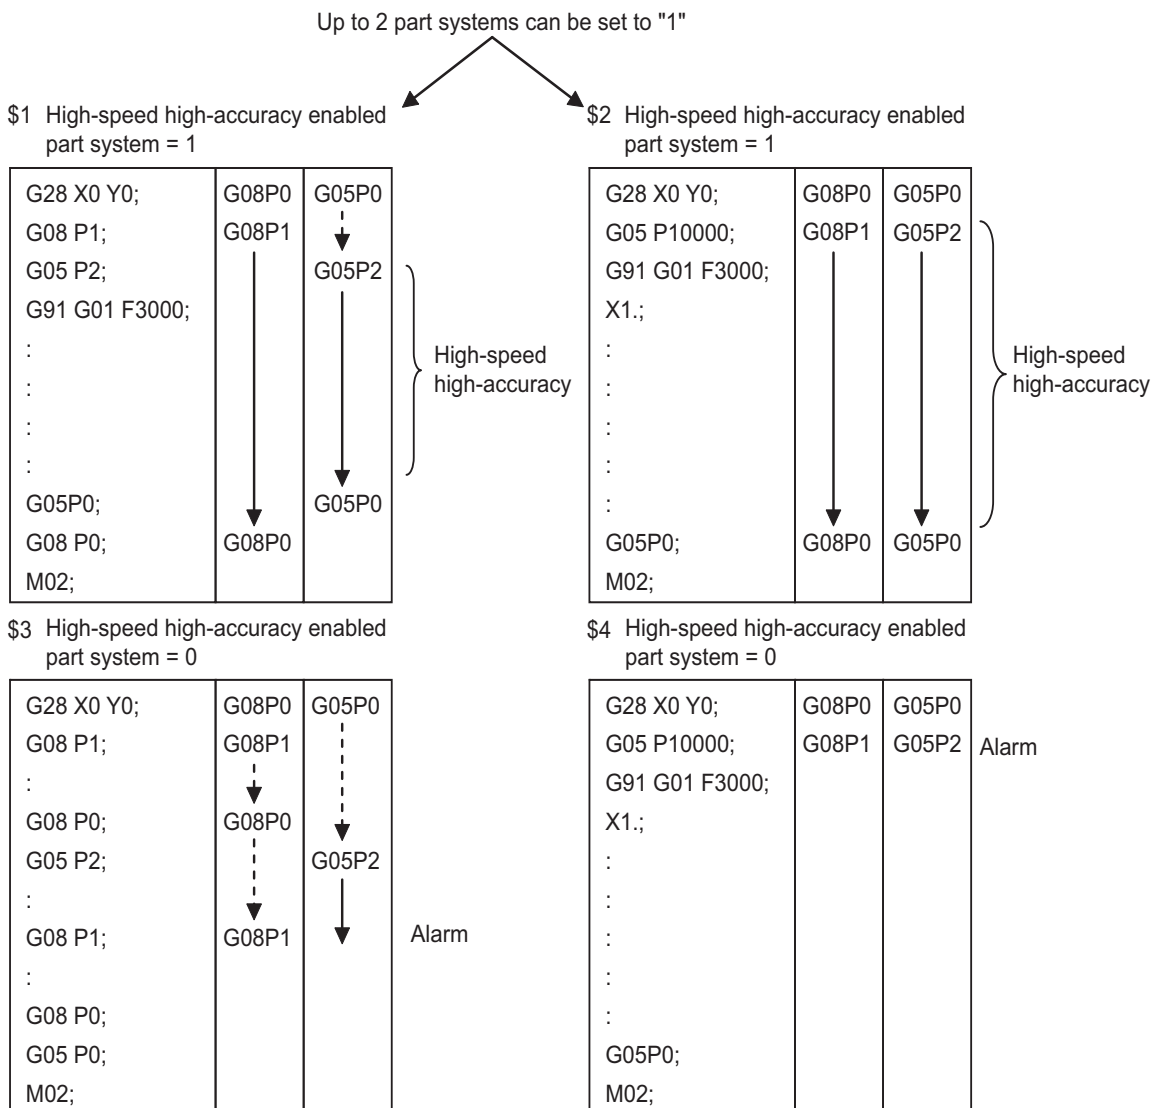 Up to 2 part systems can be set to "1"
$1 High-speed high-accuracy enabled
part system = 1
G28 X0 Y0; G08P0 G05P0
G08 P1; G08P1
G05 P2; G05P2
G91 G01 F3000;
:
High-speed
high-accuracy
:
:
:
G05P0; G05P0
G08 P0; G08P0
M02;
$2 High-speed high-accuracy enabled
part system = 1
G28 X0 Y0; G08P0 G05P0
G05 P10000; G08P1 G05P2
G91 G01 F3000;
X1.;
:
High-speed
high-accuracy
:
:
:
:
G05P0; G08P0 G05P0
M02;
$3 High-speed high-accuracy enabled
part system = 0
G28 X0 Y0; G08P0 G05P0
G08 P1; G08P1
:
G08 P0; G08P0
G05 P2; G05P2
:
G08 P1; G08P1 Alarm
:
G08 P0;
G05 P0;
M02;
$4 High-speed high-accuracy enabled
part system = 0
G28 X0 Y0; G08P0 G05P0
G05 P10000; G08P1 G05P2 Alarm
G91 G01 F3000;
X1.;
:
:
:
:
:
G05P0;
M02;